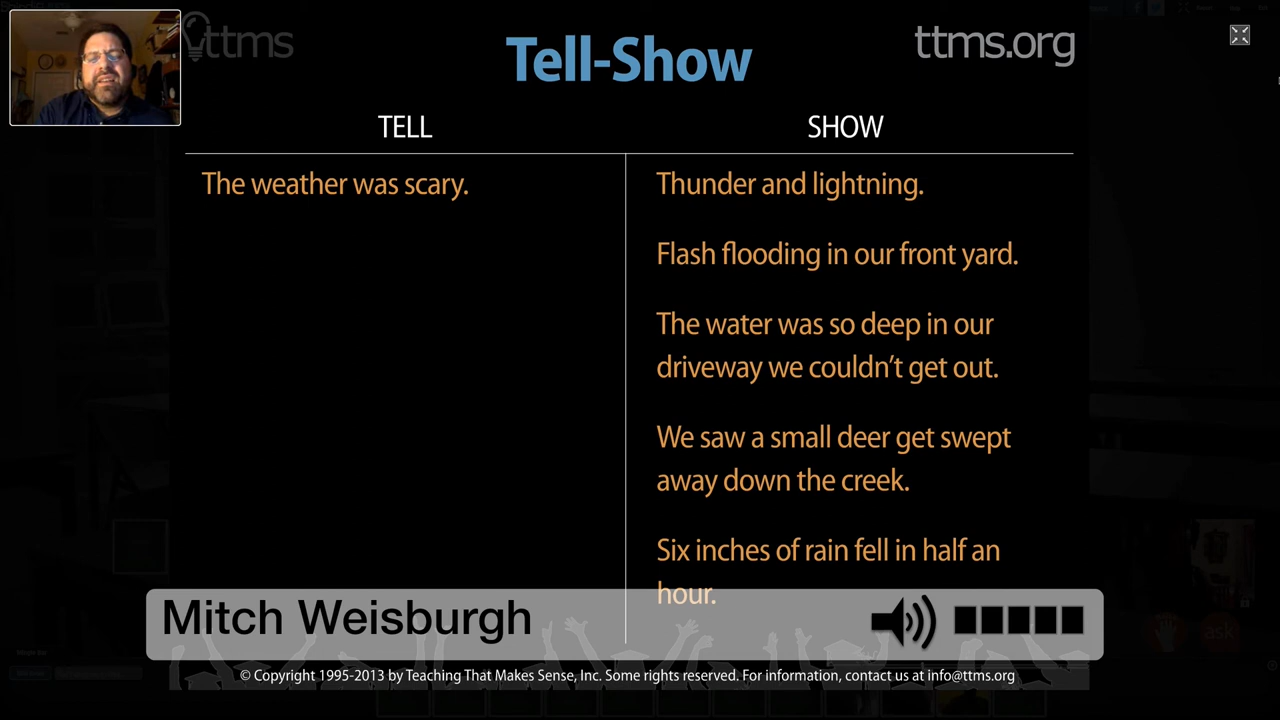 ttms
Tell-Show
ttms.org
TELL
SHOW
The weather was scary.
Thunder and lightning.
Flash flooding in our front yard.
The water was so deep in our
driveway we couldn't get out.
We saw a small deer get swept
away down the creek.
Six inches of rain fell in half an
hour.
Mitch Weisburgh
ask
© Copyright 1995-2013 by Teaching That Makes Sense, Inc. Some rights reserved. For information, contact us at info@ttms.org